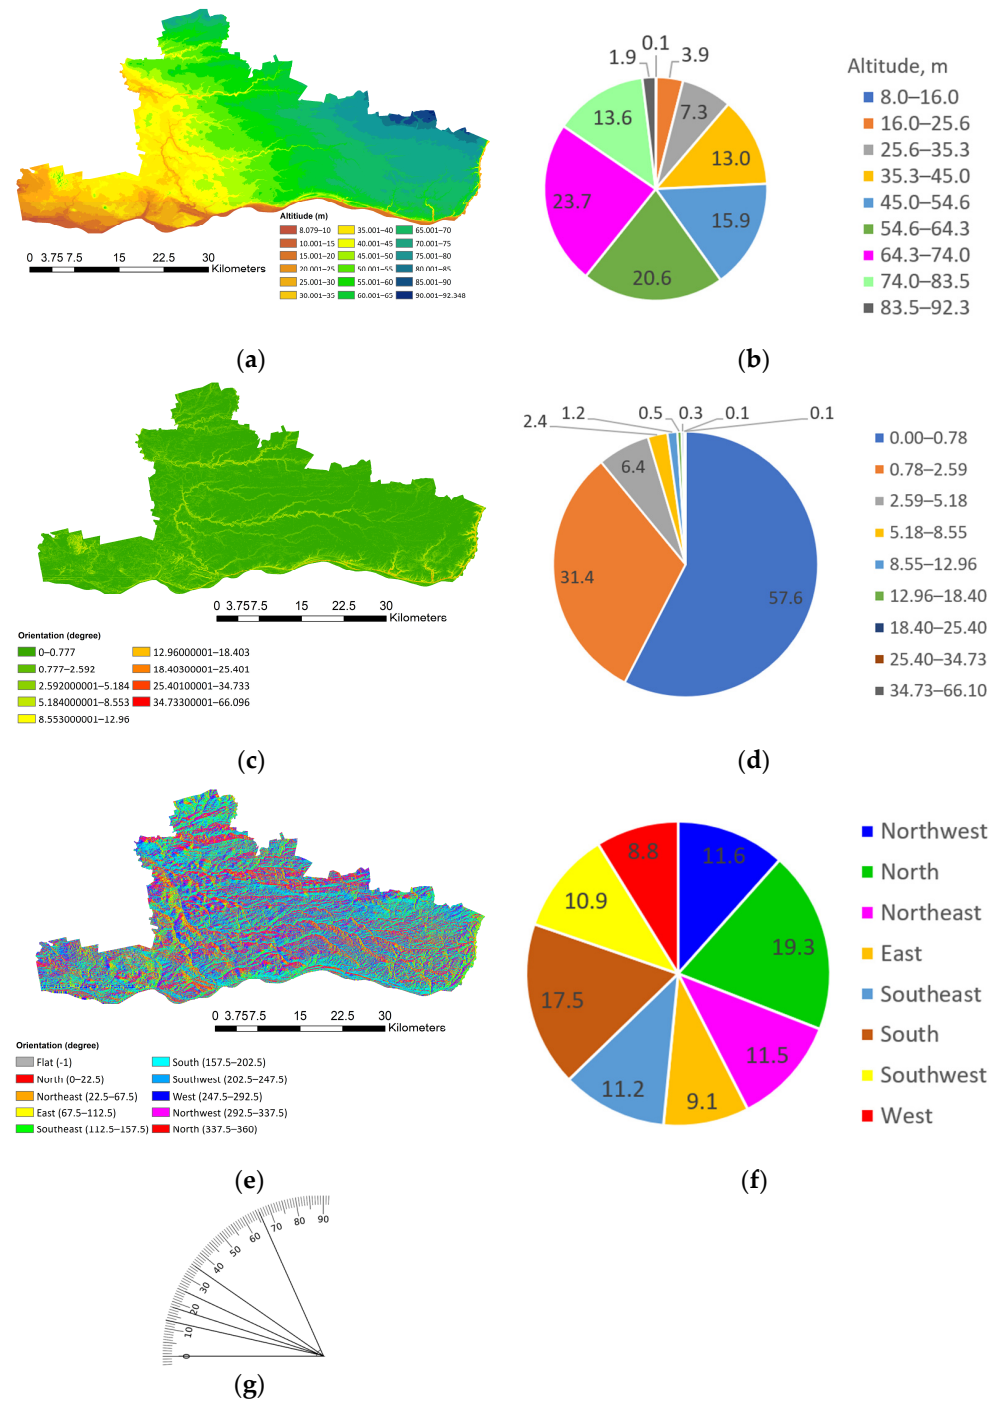 Altitiude (m)
8.079–10
10.001–15
15.001–20
20.001–25
25.001–30
30.001–35
35.001–40
40.001–45
45.001–50
50.001–55
55.001–60
60.001–65
65.001–70
70.001–75
75.001–80
80.001–85
85.001–90
90.001–92.348
0 3.75 7.5 15 22.5 30
Kilometers
(a)
0.1
1.9
3.9
7.3
13.0
15.9
20.6
23.7
13.6
Altitude, m
8.0–16.0
16.0–25.6
25.6–35.3
35.3–45.0
45.0–54.6
54.6–64.3
64.3–74.0
74.0–83.5
83.5–92.3
(b)
0 3.75 7.5 15 22.5 30
Kilometers
Orientation (degree)
0–0.777
0.777–2.592
2.592000001–5.184
5.184000001–8.553
8.553000001–12.96
12.96000001–18.403
18.40300001–25.401
25.40100001–34.733
34.73300001–66.096
(c)
2.4
1.2
0.5
0.3
0.1
0.1
6.4
31.4
57.6
0.00–0.78
0.78–2.59
2.59–5.18
5.18–8.55
8.55–12.96
12.96–18.40
18.40–25.40
25.40–34.73
34.73–66.10
(d)
0 3.75 7.5 15 22.5 30
Kilometers
Orientation (degree)
Flat (-1)
North (0–22.5)
Northeast (22.5–67.5)
East (67.5–112.5)
Southeast (112.5–157.5)
South (157.5–202.5)
Southwest (202.5–247.5)
West (247.5–292.5)
Northwest (292.5–337.5)
North (337.5–360)
(e)
8.8
11.6
19.3
11.5
9.1
11.2
17.5
10.9
Northwest
North
Northeast
East
Southeast
South
Southwest
West
(f)
0
10
20
30
40
50
60
70
80
90
(g)